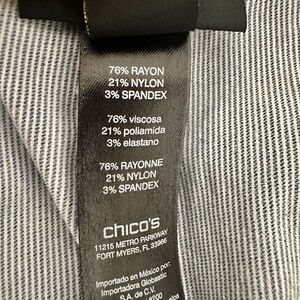 76% RAYON
21% NYLON
3% SPANDEX
76% viscosa
21% poliamida
3% elastano
76% RAYONNE
21% NYLON
3% SPANDEX
chico's
11215 METRO PARKWAY
FORT MYERS, FL 33966
Importado en México por:
Importadora Globastic
S.A. de C.V.